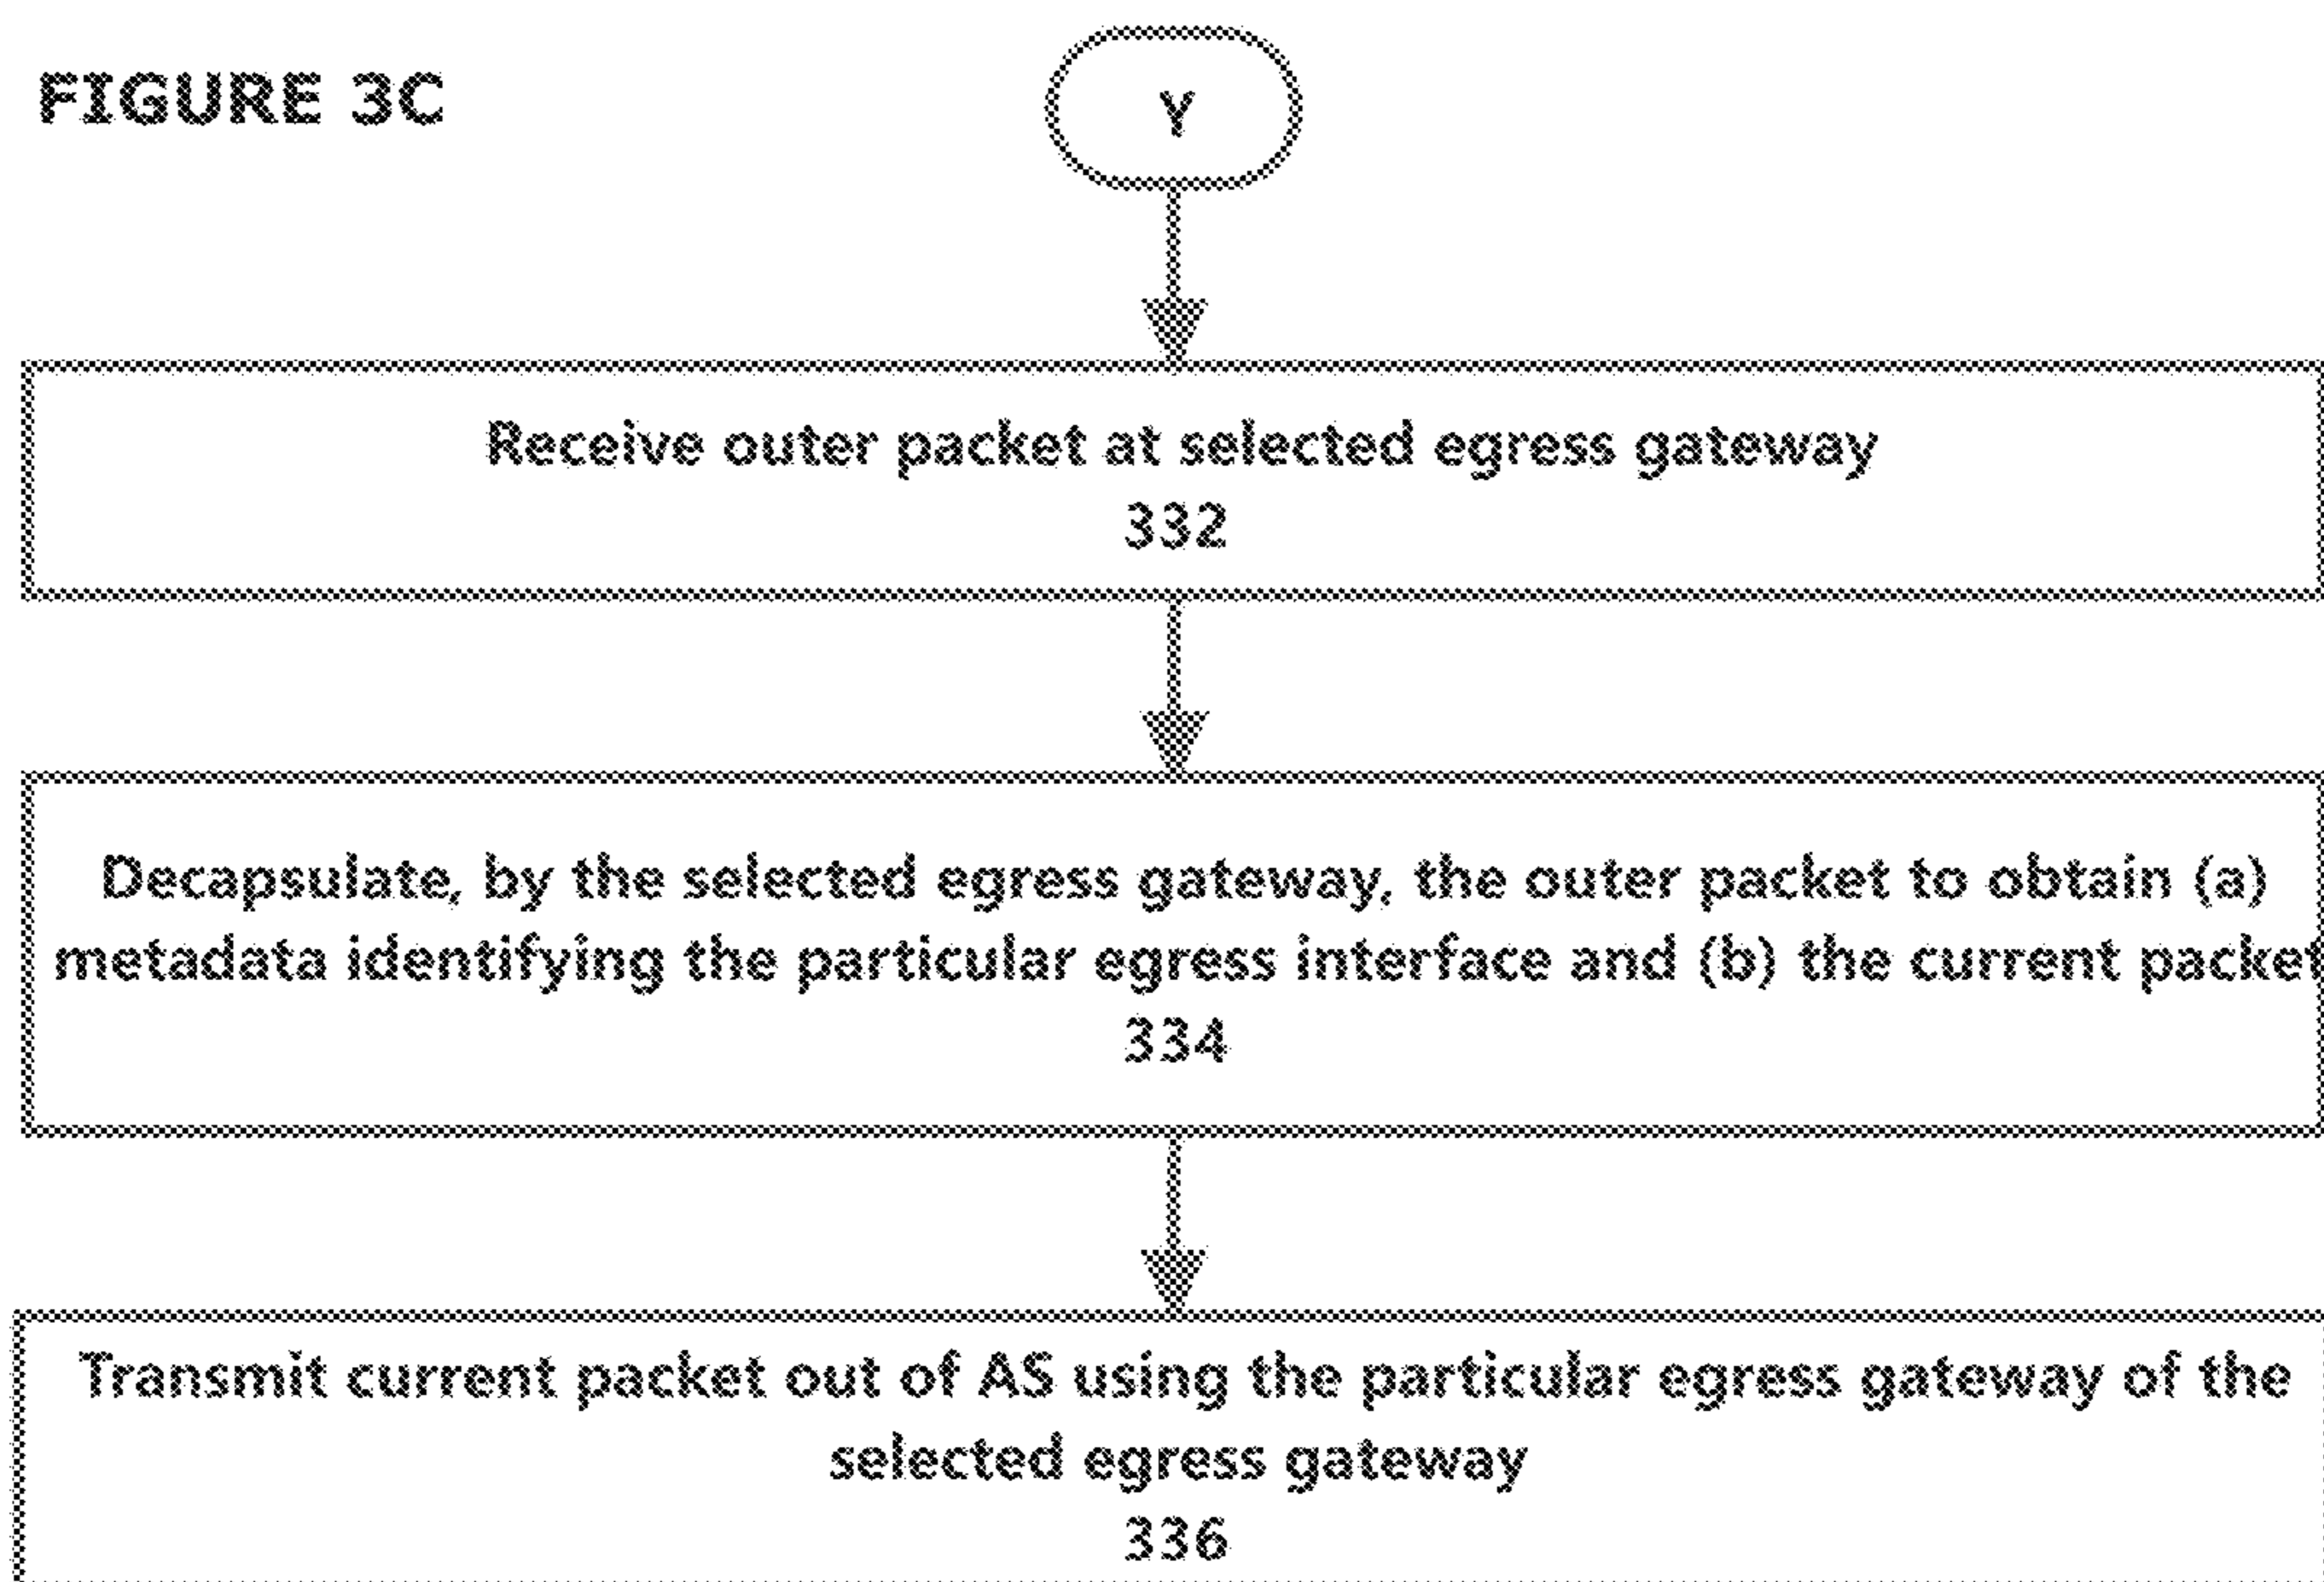 FIGURE 3C
Y
Receive outer packet at selected egress gateway
332
Decapsulate, by the selected egress gateway, the outer packet to obtain (a)
metadata identifying the particular egress interface and (b) the current packet
334
Transmit current packet out of AS using the particular egress gateway of the
selected egress gateway
336